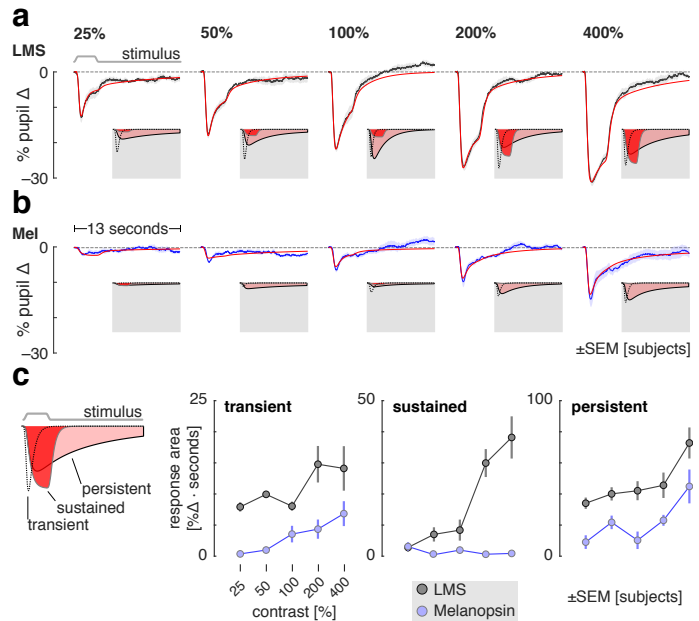 a
25% 50% 100% 200% 400%
LMS
stimulus
0
% pupil Δ
−30
b
13 seconds
Mel
0
% pupil Δ
−30
±SEM [subjects]
c
stimulus
persistent
sustained
transient
response area
[%Δ · seconds]
25
transient
0
50
sustained
0
100
persistent
0
25 50 100 200 400
contrast [%]
LMS
Melanopsin
±SEM [subjects]